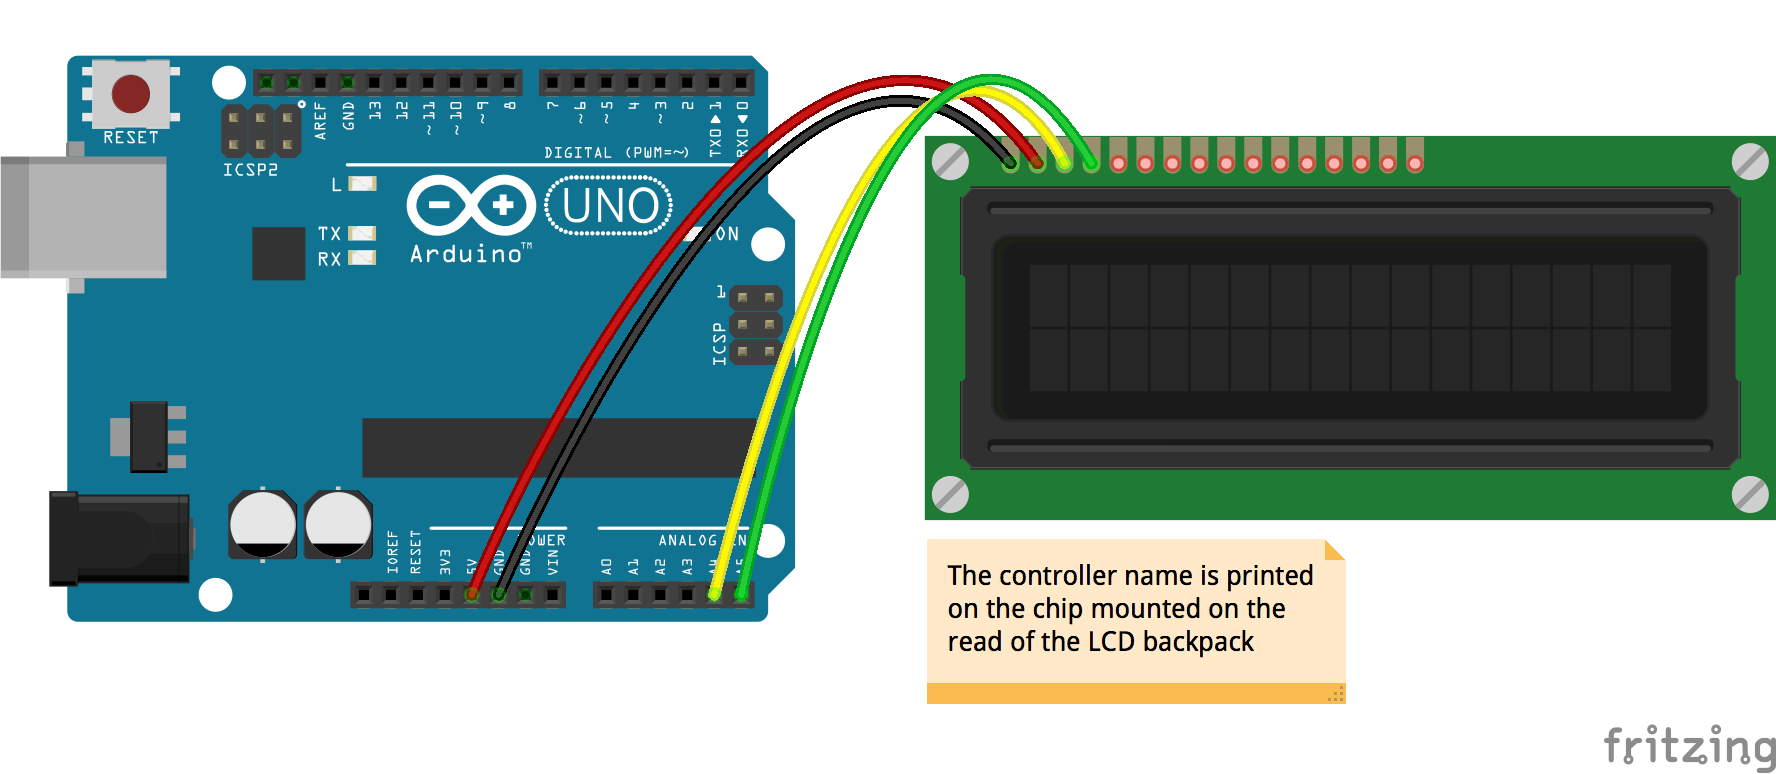 RESET
ICSP2
AREF
GND
13
12
~11
~10
~9
8
7
~6
~5
4
~3
2
TX0▶1
RX0◀0
DIGITAL (PWM=~)
L
TX
RX
UNO
Arduino™
ON
1
ICSP
IOREF
RESET
3V3
5V
GND
GND
VIN
OWER
ANALOG IN
A0
A1
A2
A3
A4
A5
The controller name is printed
on the chip mounted on the
read of the LCD backpack
fritzing